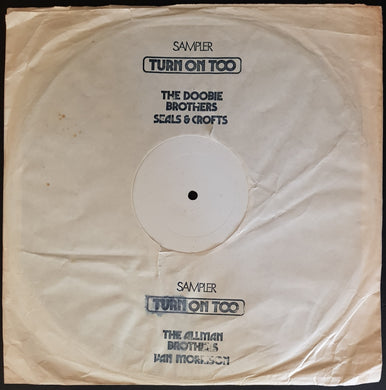 SAMPLER
TURN ON TOO
THE DOOBIE
BROTHERS
SEALS & CROFTS
SAMPLER
TURN ON TOO
THE ALLMAN
BROTHERS
VAN MORRISON